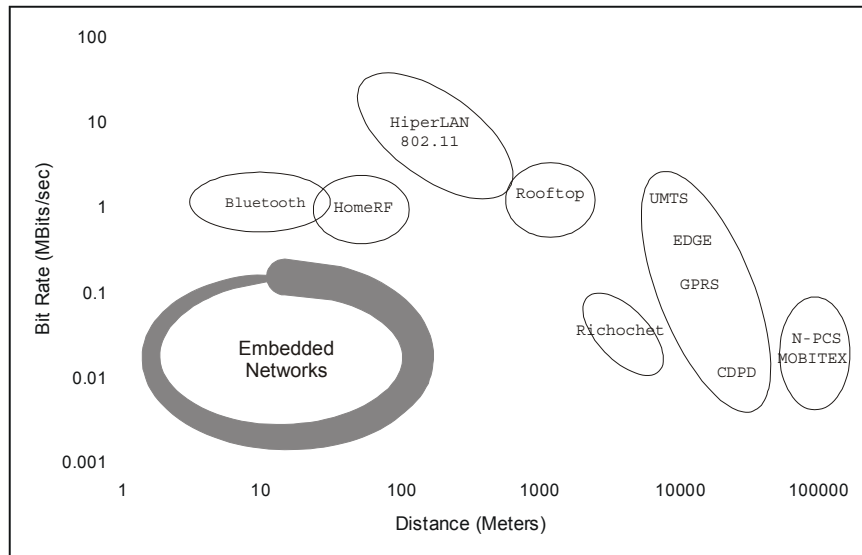 100
10
1
0.1
0.01
0.001
Bit Rate (MBits/sec)
HiperLAN
802.11
Bluetooth
HomeRF
Rooftop
UMTS
EDGE
GPRS
Richochet
CDPD
N-PCS
MOBITEX
Embedded
Networks
1 10 100 1000 10000 100000
Distance (Meters)